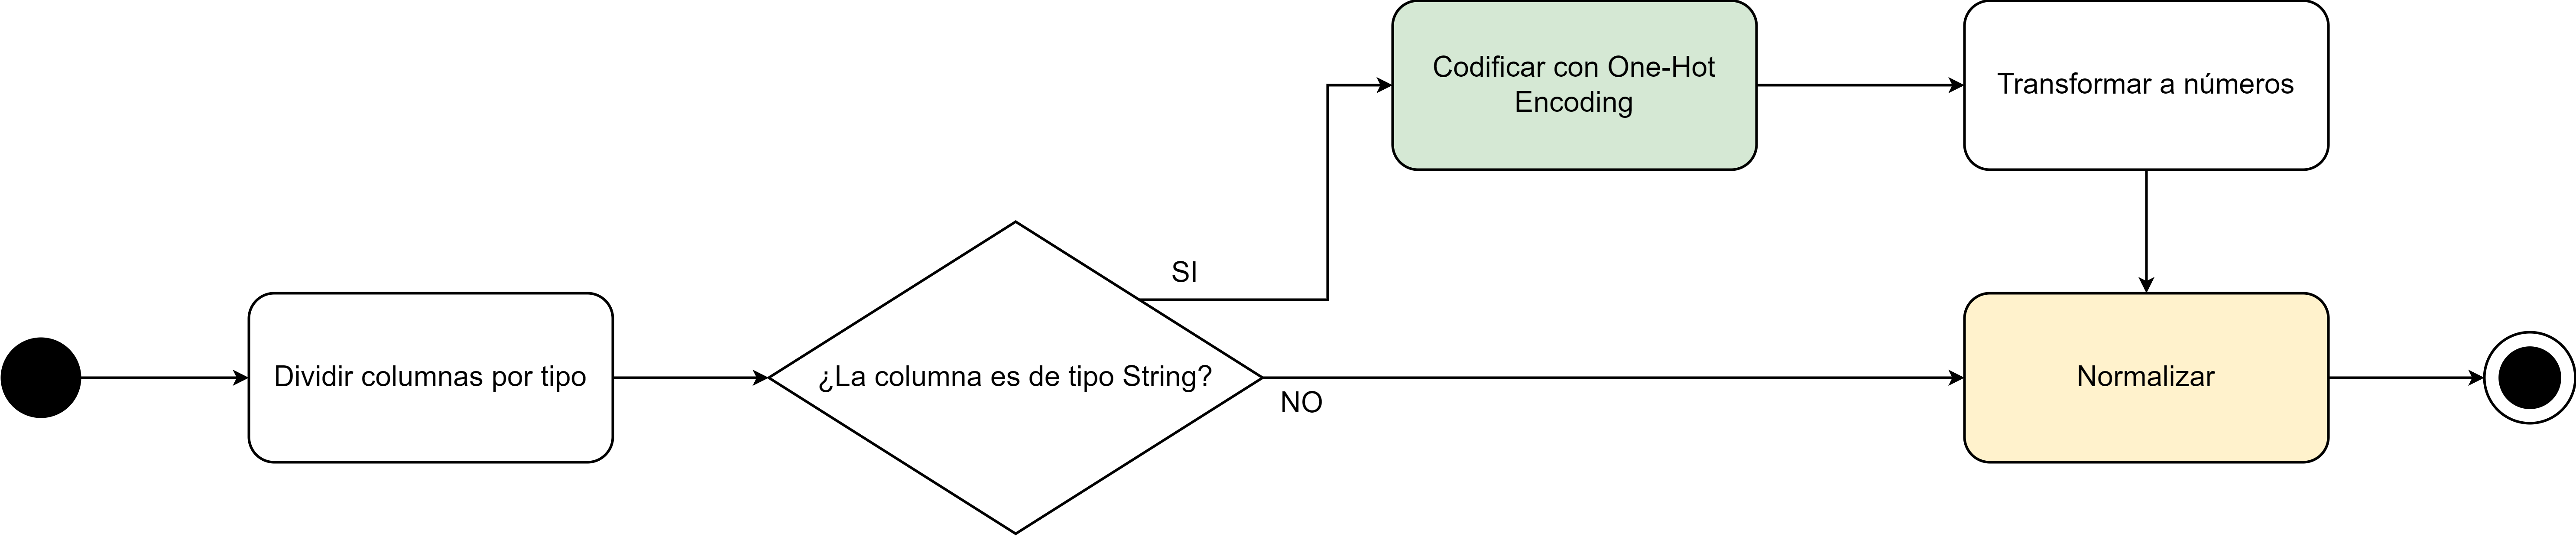 Dividir columnas por tipo
¿La columna es de tipo String?
SI
Codificar con One-Hot
Encoding
Transformar a números
NO
Normalizar